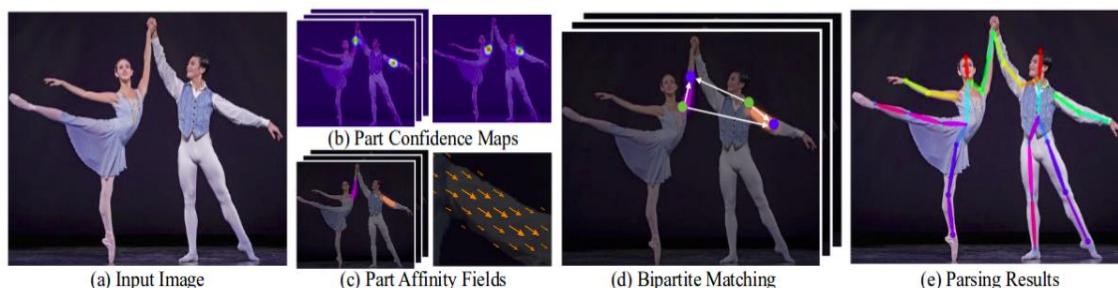 (b) Part Confidence Maps
(a) Input Image
(c) Part Affinity Fields
(d) Bipartite Matching
(e) Parsing Results